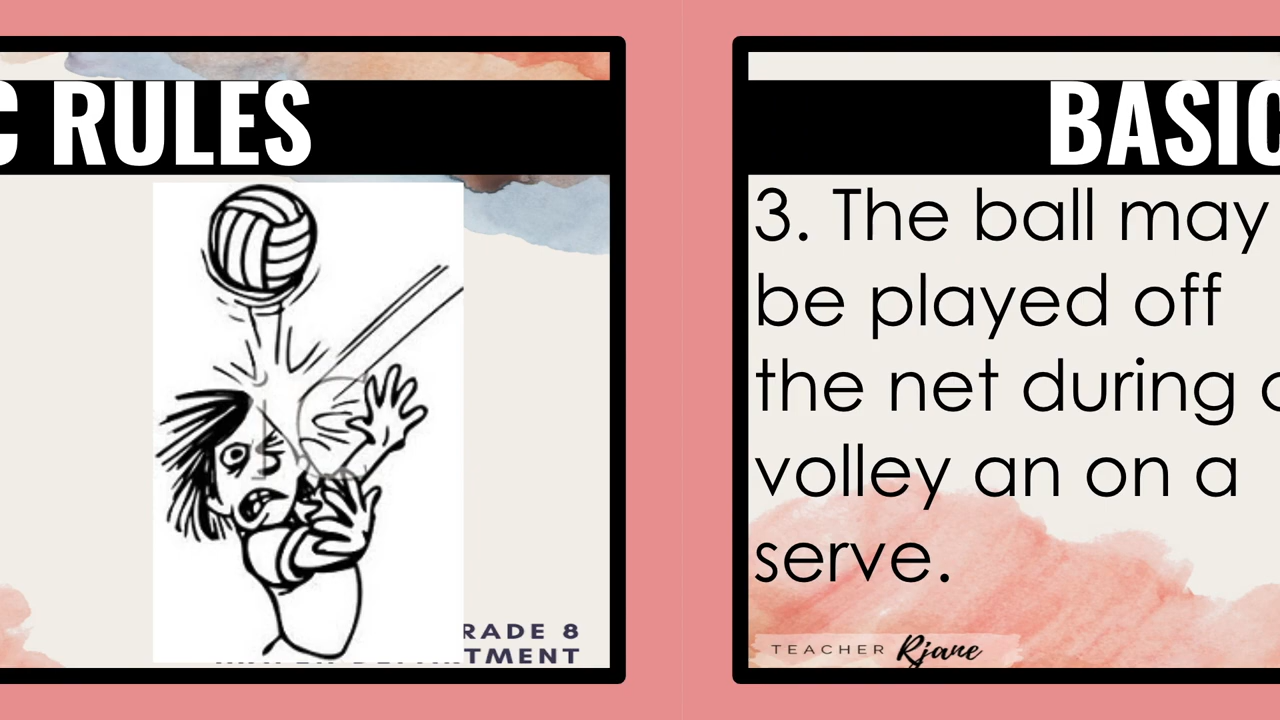 C RULES
RADE 8
TMENT
BASIC
3. The ball may
be played off
the net during a
volley an on a
serve.
TEACHER Rjane